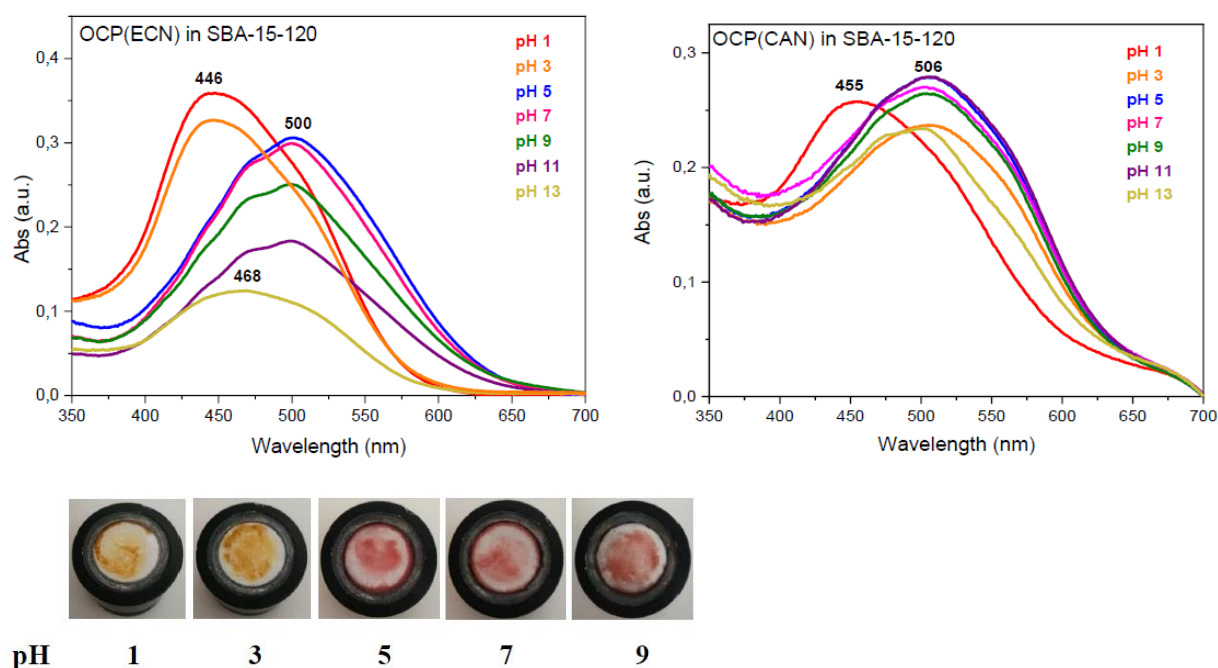 OCP(ECN) in SBA-15-120
pH 1
pH 3
pH 5
pH 7
pH 9
pH 11
pH 13
446
500
468
0,4
0,3
0,2
0,1
0,0
Abs (a.u.)
350 400 450 500 550 600 650 700
Wavelength (nm)
OCP(CAN) in SBA-15-120
pH 1
pH 3
pH 5
pH 7
pH 9
pH 11
pH 13
455
506
0,3
0,2
0,1
0,0
Abs (a.u.)
350 400 450 500 550 600 650 700
Wavelength (nm)
pH 1 3 5 7 9